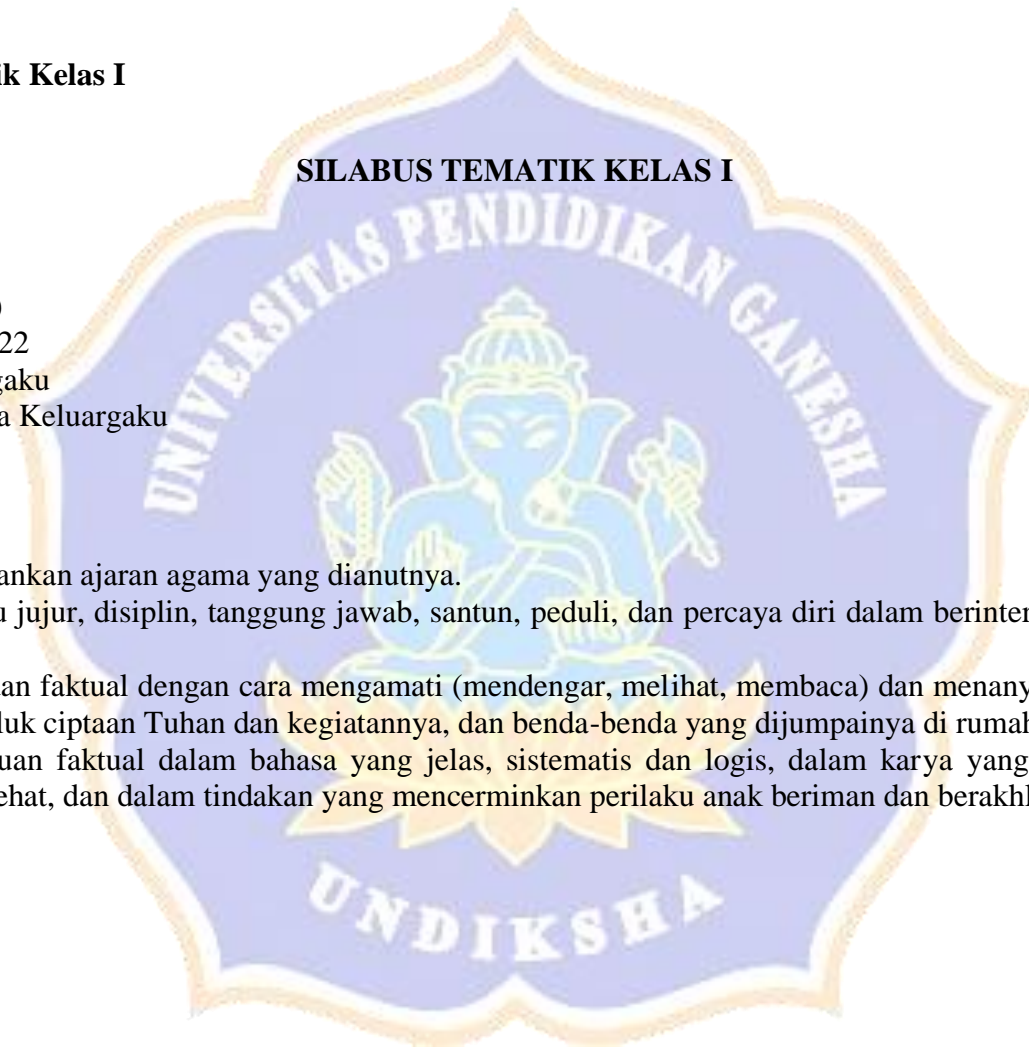 ik Kelas I
SILABUS TEMATIK KELAS I
UNIVERSITAS PENDIDIKAN GANESHA
)
22
gaku
a Keluargaku
ankan ajaran agama yang dianutnya.
u jujur, disiplin, tanggung jawab, santun, peduli, dan percaya diri dalam berinter
an faktual dengan cara mengamati (mendengar, melihat, membaca) dan menany
luk ciptaan Tuhan dan kegiatannya, dan benda-benda yang dijumpainya di rumah
uan faktual dalam bahasa yang jelas, sistematis dan logis, dalam karya yang
ehat, dan dalam tindakan yang mencerminkan perilaku anak beriman dan berakhl
UNDIKSHA